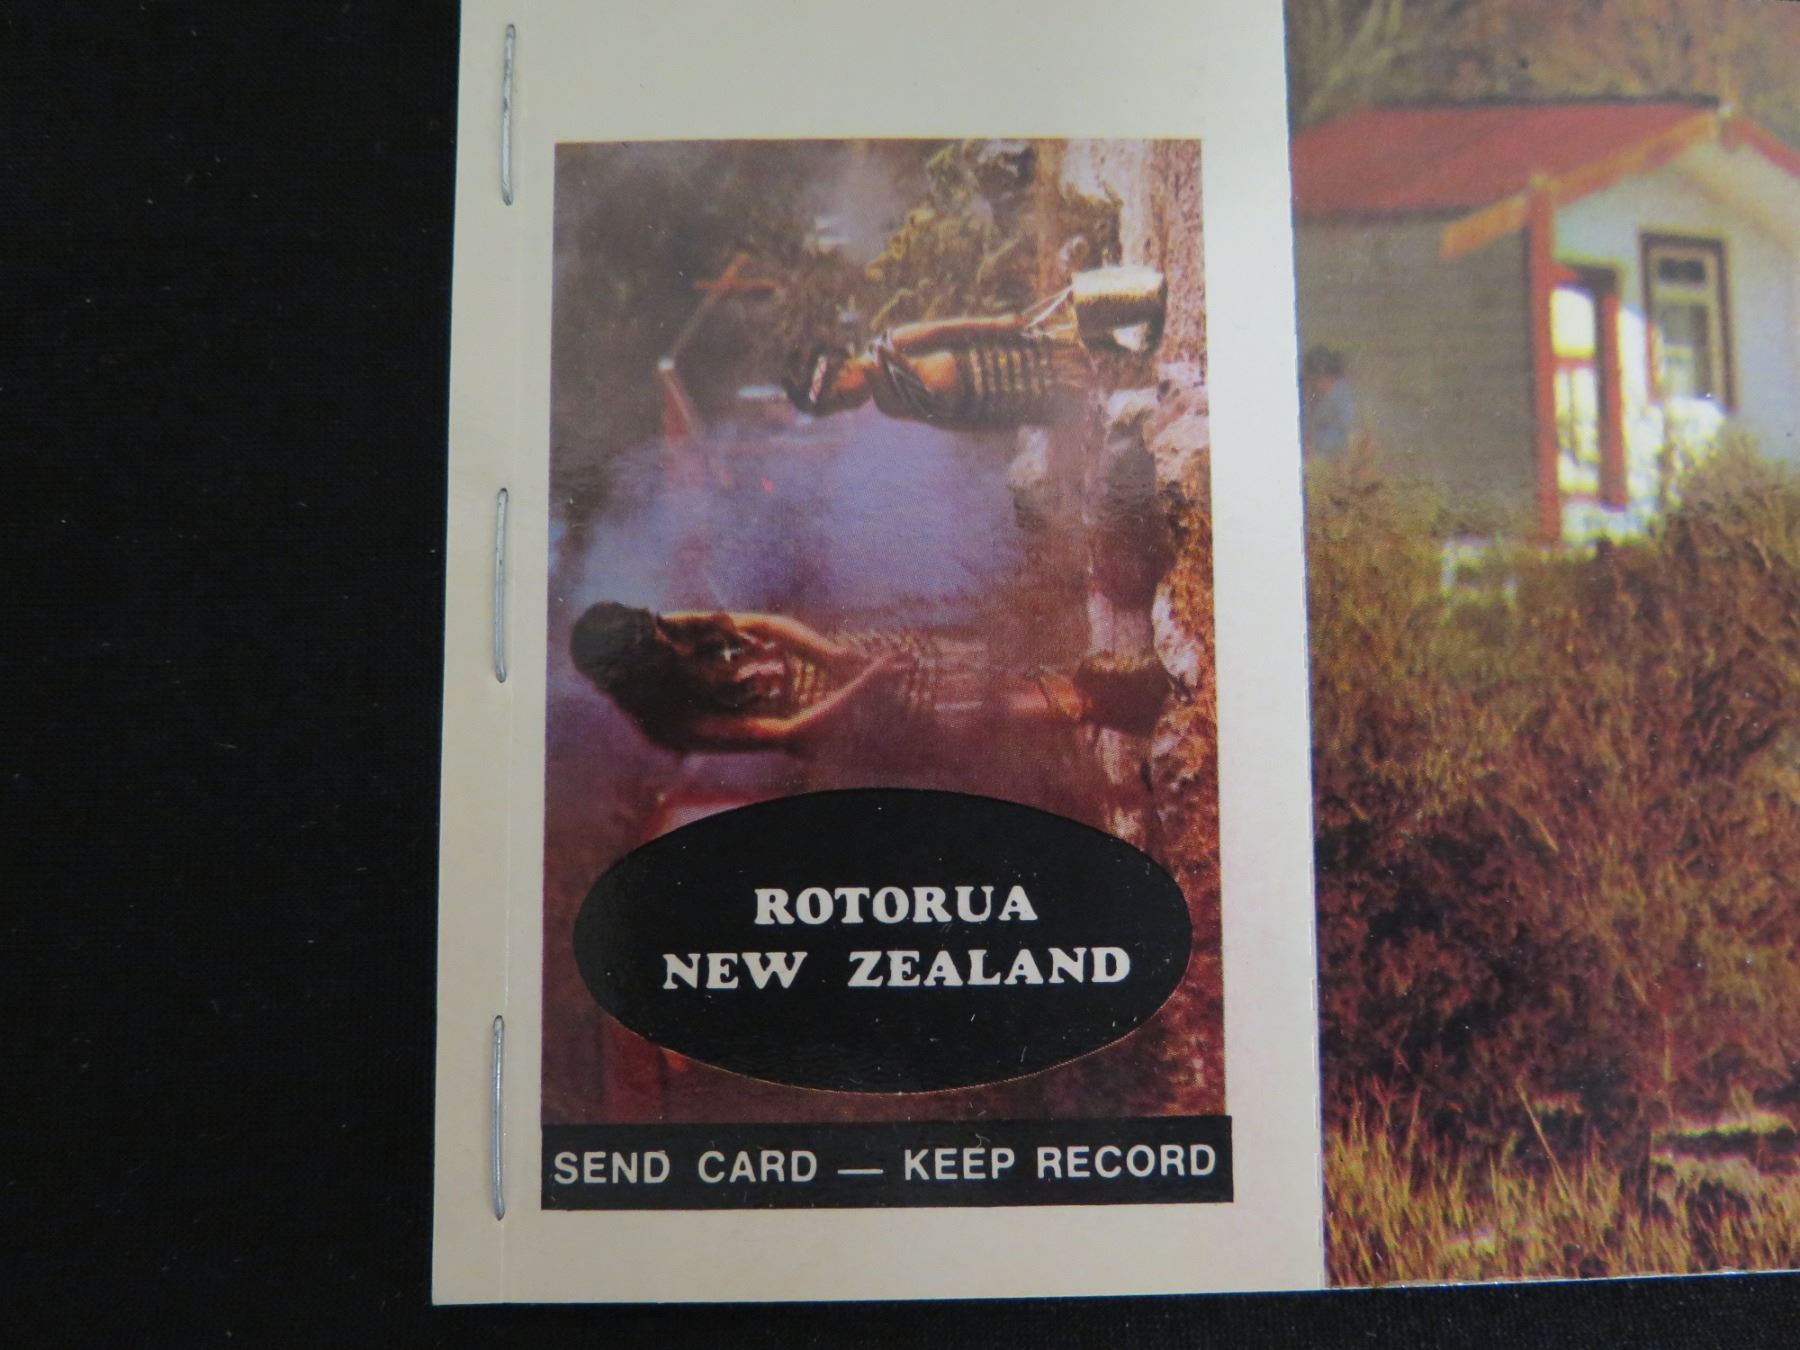 ROTORUA
NEW ZEALAND
SEND CARD — KEEP RECORD